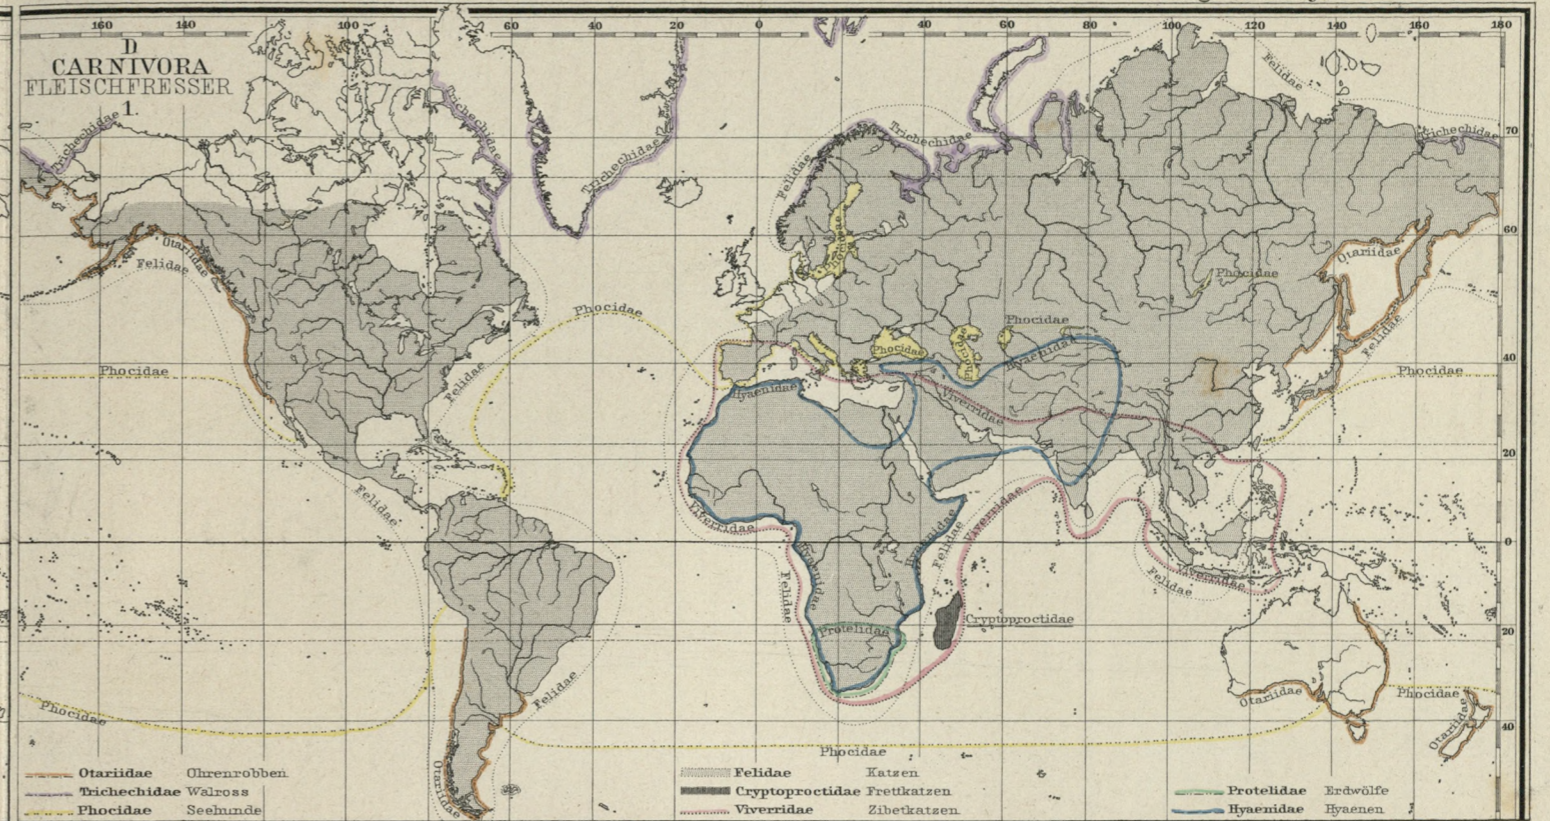 160 140 100 60 40 20 0 40 60 80 100 120 160 180
D
CARNIVORA
FLEISCHFRESSER
1.
Trichechidae
Trichechidae
Trichechidae
Trichechidae
Trichechidae
Felidae
Felidae
70
60
Otariidae
Felidae
Phocidae
Otariidae
Phocidae
Phocidae
Phocidae
Phocidae
Felidae
Hyaenidae
40
Phocidae
Felidae
Hyaenidae
Viverridae
Phocidae
20
Felidae
Viverridae
Viverridae
Hyaenidae
Felidae
0
Hyaenidae
Felidae
Viverridae
Felidae
Cryptoproctidae
Protelidae
20
Phocidae
Felidae
Otariidae
Phocidae
Otariidae
40
Phocidae
Otariidae
Otariidae Ohrenrobben
Trichechidae Walross
Phocidae Seehunde
Felidae Katzen
Cryptoproctidae Frettkatzen
Viverridae Zibetkatzen
Protelidae Erdwölfe
Hyaenidae Hyaenen